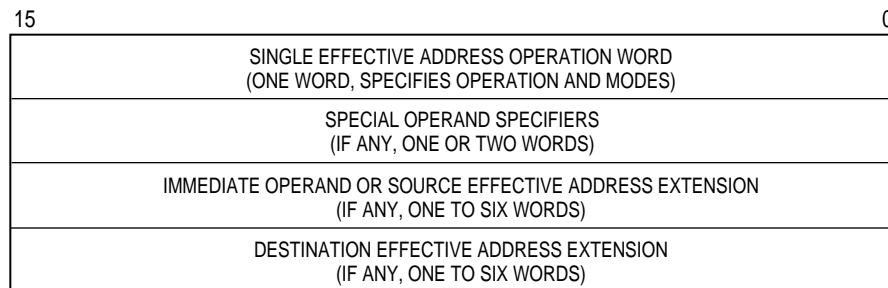 15 0
SINGLE EFFECTIVE ADDRESS OPERATION WORD
(ONE WORD, SPECIFIES OPERATION AND MODES)
SPECIAL OPERAND SPECIFIERS
(IF ANY, ONE OR TWO WORDS)
IMMEDIATE OPERAND OR SOURCE EFFECTIVE ADDRESS EXTENSION
(IF ANY, ONE TO SIX WORDS)
DESTINATION EFFECTIVE ADDRESS EXTENSION
(IF ANY, ONE TO SIX WORDS)